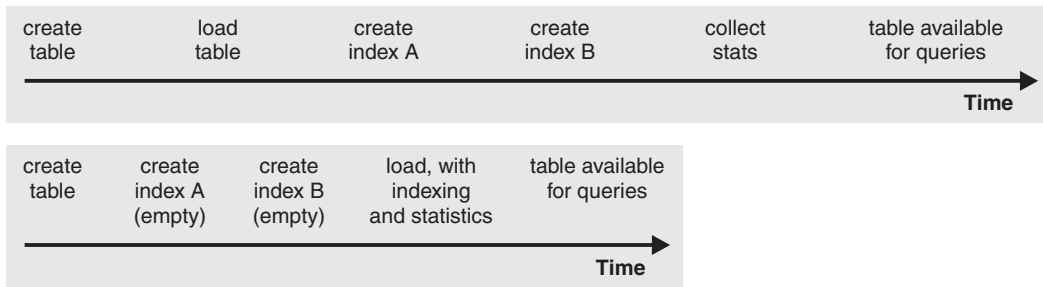 create load create create collect table available
table table index A index B stats for queries
Time
create create create load, with table available
table index A index B indexing for queries
(empty) (empty) and statistics
Time